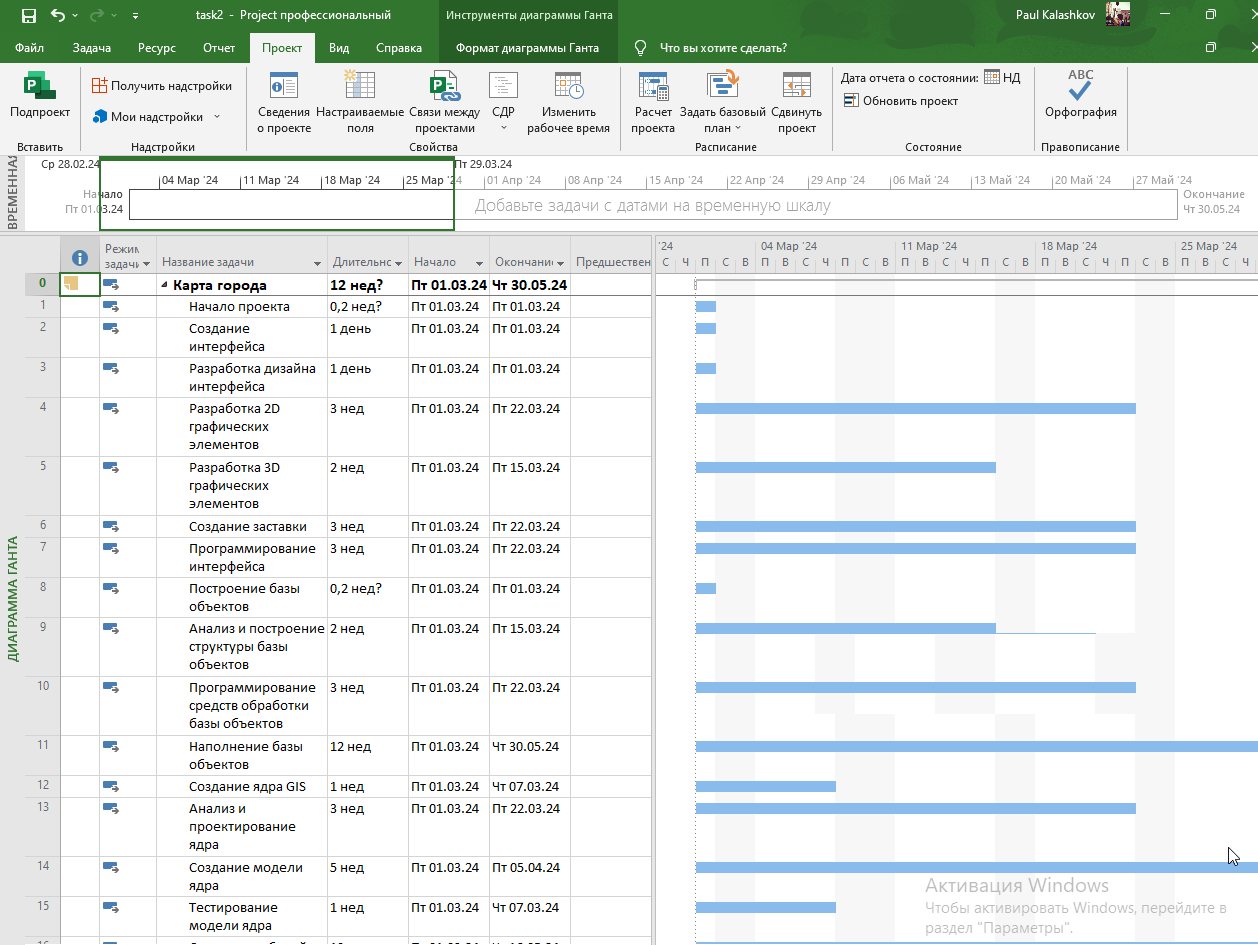 task2 - Project профессиональный
Инструменты диаграммы Ганта
Paul Kalashkov
Файл Задача Ресурс Отчет Проект Вид Справка Формат диаграммы Ганта Что вы хотите сделать?
Подпроект
Получить надстройки
Мои надстройки
Сведения о проекте
Настраиваемые поля
Связи между проектами
СДР
Изменить рабочее время
Расчет проекта
Задать базовый план
Сдвинуть проект
Дата отчета о состоянии: НД
Обновить проект
ABC
Орфография
Вставить Надстройки Свойства Расписание Состояние Правописание
ВРЕМЕННАЯ
Ср 28.02.24 Пт 29.03.24
04 Мар '24 11 Мар '24 18 Мар '24 25 Мар '24 01 Апр '24 08 Апр '24 15 Апр '24 22 Апр '24 29 Апр '24 06 Май '24 13 Май '24 20 Май '24 27 Май '24
Начало
Пт 01.03.24
Добавьте задачи с датами на временную шкалу
Окончание
Чт 30.05.24
ДИАГРАММА ГАНТА
Режим задачи Название задачи Длительнс Начало Окончани Предшествен
'24 04 Мар '24 11 Мар '24 18 Мар '24 25 Мар '24
С Ч П С В П В С Ч П С В П В С Ч П С В П В С Ч П С В П В С Ч
0 Карта города 12 нед? Пт 01.03.24 Чт 30.05.24
1 Начало проекта 0,2 нед? Пт 01.03.24 Пт 01.03.24
2 Создание 1 день Пт 01.03.24 Пт 01.03.24
интерфейса
3 Разработка дизайна 1 день Пт 01.03.24 Пт 01.03.24
интерфейса
4 Разработка 2D 3 нед Пт 01.03.24 Пт 22.03.24
графических
элементов
5 Разработка 3D 2 нед Пт 01.03.24 Пт 15.03.24
графических
элементов
6 Создание заставки 3 нед Пт 01.03.24 Пт 22.03.24
7 Программирование 3 нед Пт 01.03.24 Пт 22.03.24
интерфейса
8 Построение базы 0,2 нед? Пт 01.03.24 Пт 01.03.24
объектов
9 Анализ и построение 2 нед Пт 01.03.24 Пт 15.03.24
структуры базы
объектов
10 Программирование 3 нед Пт 01.03.24 Пт 22.03.24
средств обработки
базы объектов
11 Наполнение базы 12 нед Пт 01.03.24 Чт 30.05.24
объектов
12 Создание ядра GIS 1 нед Пт 01.03.24 Чт 07.03.24
13 Анализ и 3 нед Пт 01.03.24 Пт 22.03.24
проектирование
ядра
14 Создание модели 5 нед Пт 01.03.24 Пт 05.04.24
ядра
15 Тестирование 1 нед Пт 01.03.24 Чт 07.03.24
модели ядра
Активация Windows
Чтобы активировать Windows, перейдите в
раздел "Параметры".